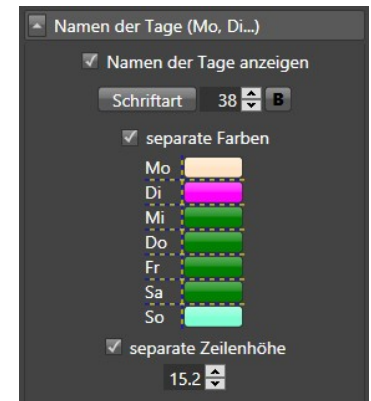 Namen der Tage (Mo, Di...)
Namen der Tage anzeigen
Schriftart 38 B
separate Farben
Mo
Di
Mi
Do
Fr
Sa
So
separate Zeilenhöhe
15.2